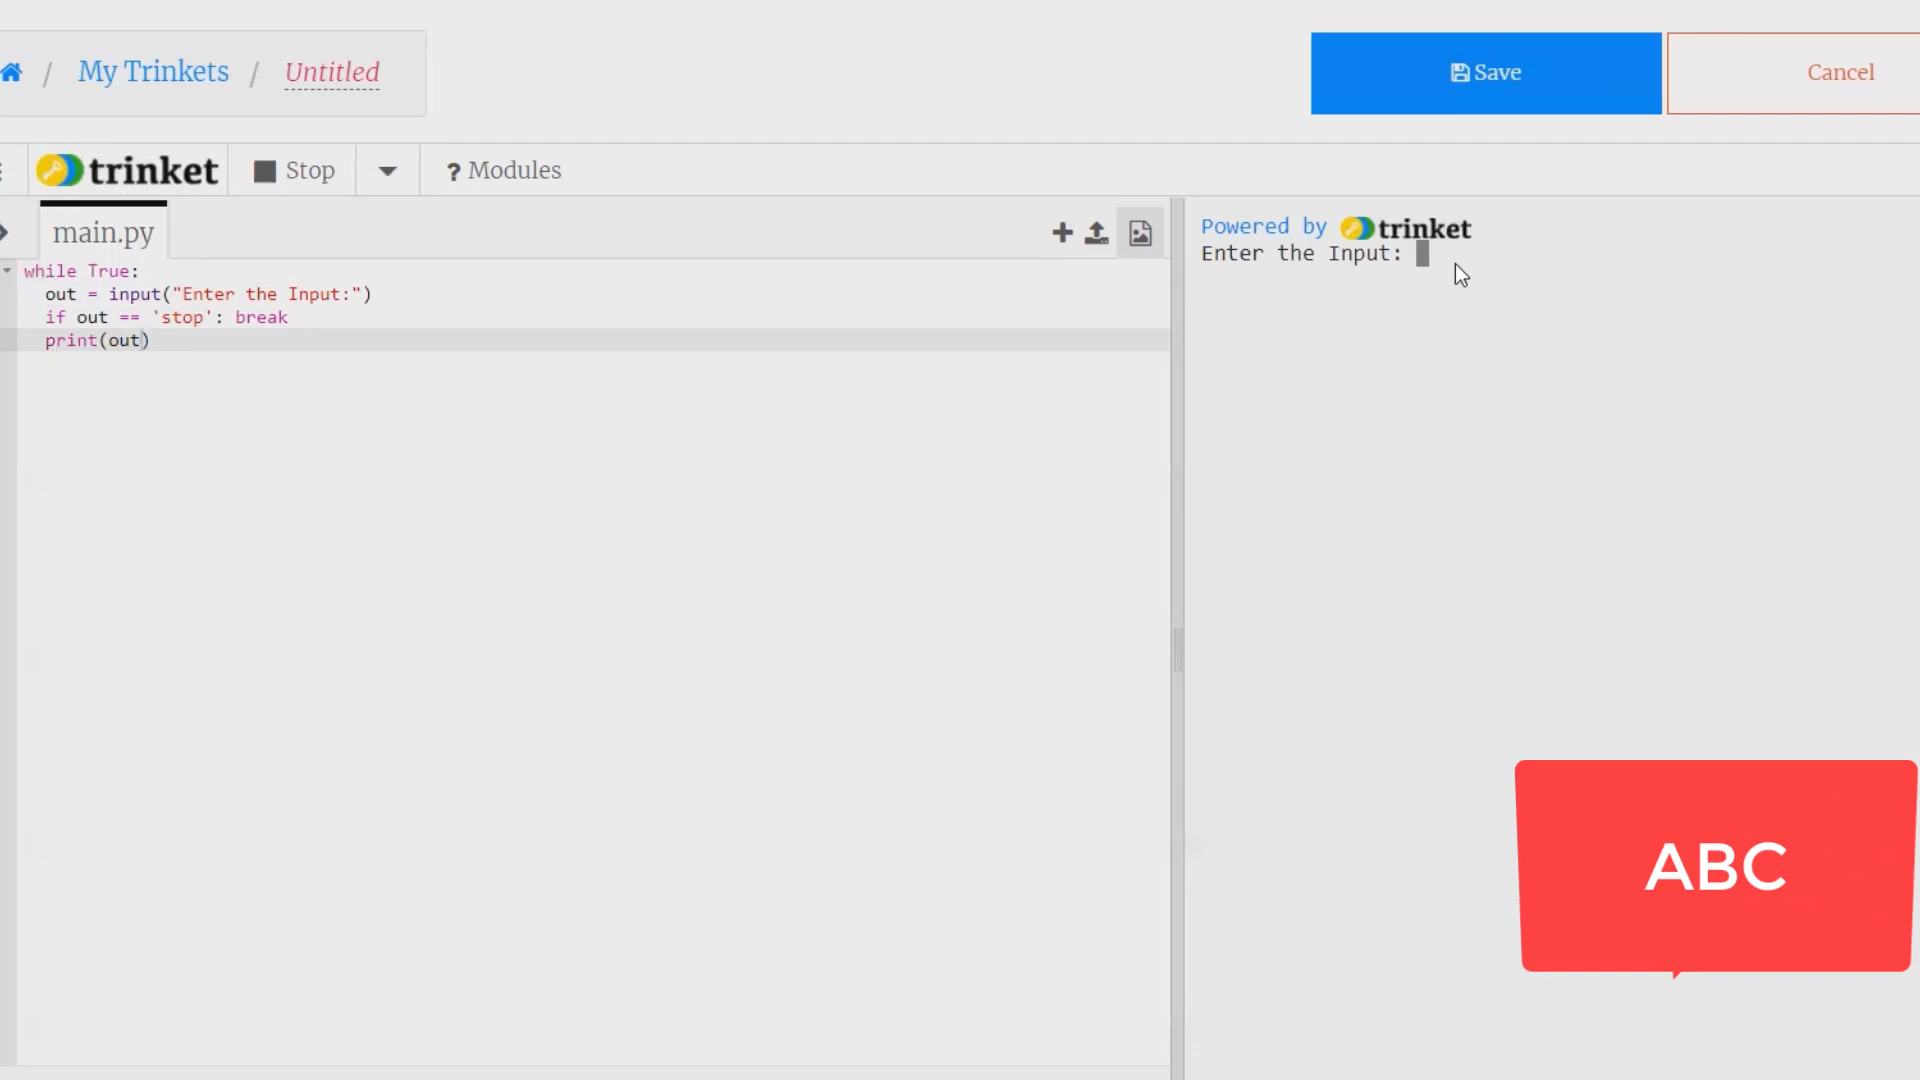 / My Trinkets / Untitled
Save
Cancel
trinket Stop ? Modules
main.py
while True:
out = input("Enter the Input:")
if out == 'stop': break
print(out)
Powered by trinket
Enter the Input:
ABC